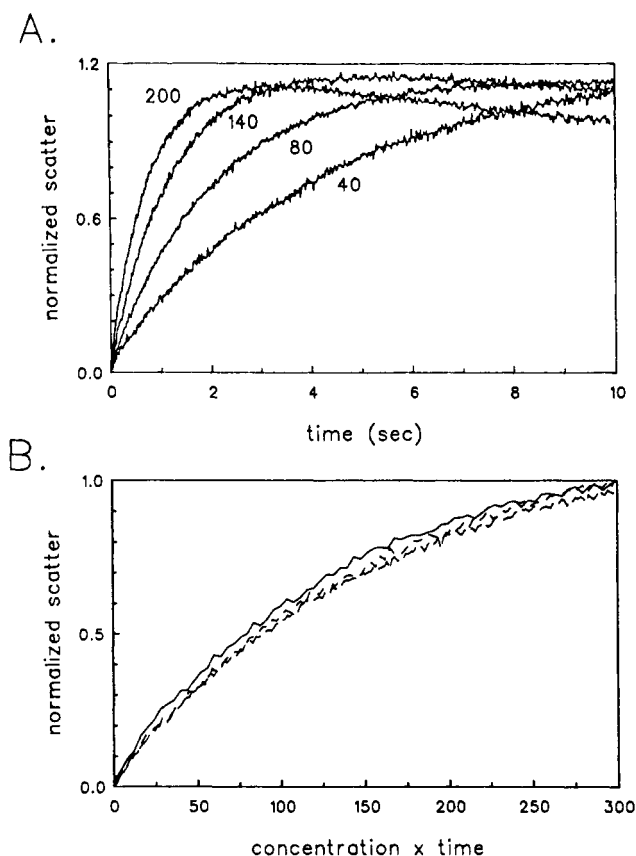 A.
1.2
200
140
80
40
0.6
0.0
normalized scatter
0 2 4 6 8 10
time (sec)
B.
1.0
0.5
0.0
normalized scatter
0 50 100 150 200 250 300
concentration x time